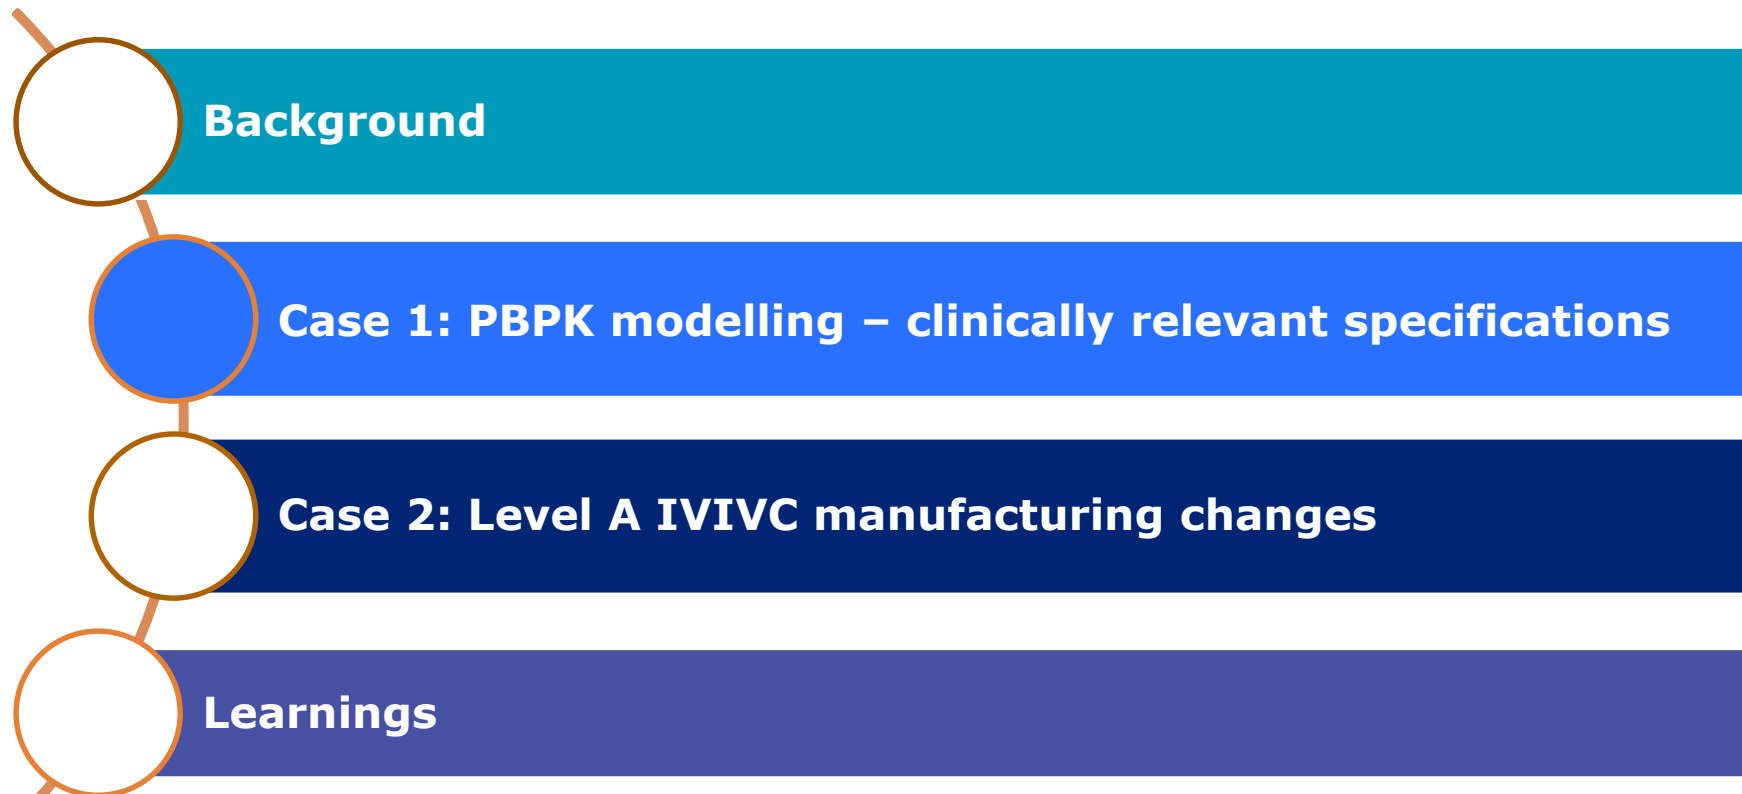 Background
Case 1: PBPK modelling – clinically relevant specifications
Case 2: Level A IVIVC manufacturing changes
Learnings